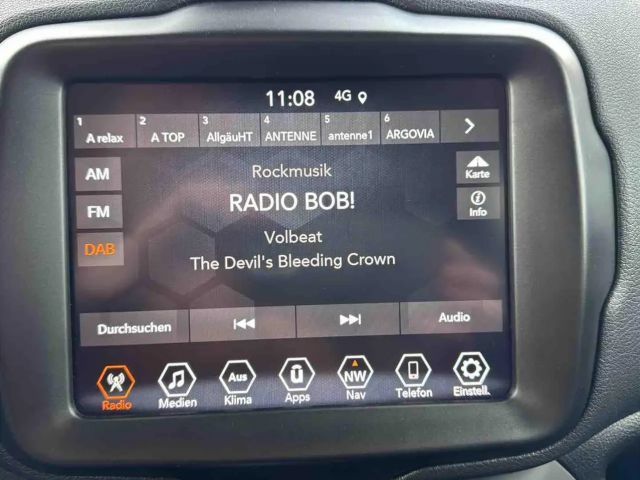 11:08 4G
1 A relax 2 A TOP 3 AllgäuHT 4 ANTENNE 5 antenne1 6 ARGOVIA
AM
Rockmusik
Karte
FM
RADIO BOB!
Info
DAB
Volbeat
The Devil's Bleeding Crown
Durchsuchen
Audio
Aus NW
Radio Medien Klima Apps Nav Telefon Einstell.